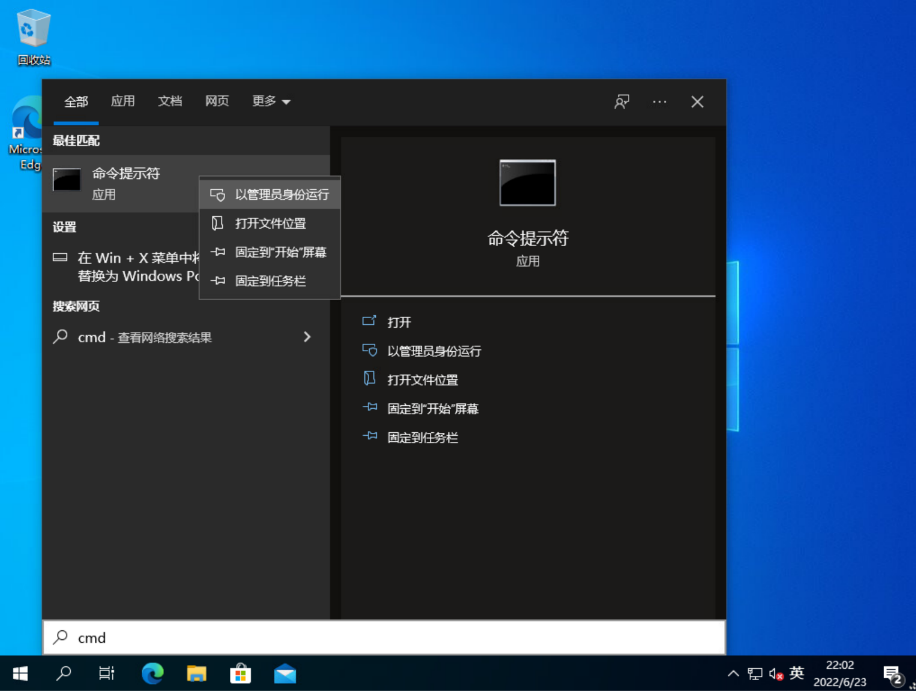 回收站
Micros
Edg
全部 应用 文档 网页 更多
最佳匹配
命令提示符
应用
以管理员身份运行
打开文件位置
固定到"开始"屏幕
固定到任务栏
设置
在 Win + X 菜单中将
替换为 Windows Po
搜索网页
cmd - 查看网络搜索结果
命令提示符
应用
打开
以管理员身份运行
打开文件位置
固定到"开始"屏幕
固定到任务栏
cmd
英
22:02
2022/6/23
2